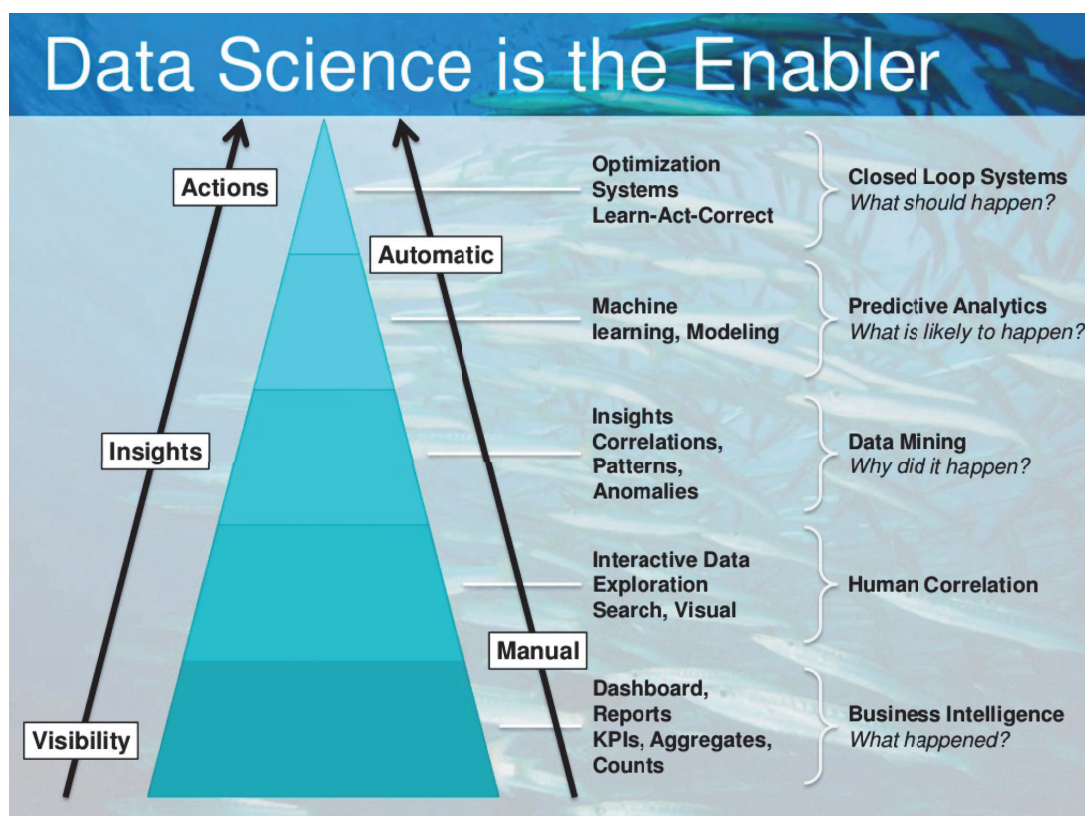 Data Science is the Enabler
Actions
Automatic
Insights
Manual
Visibility
Optimization
Systems
Learn-Act-Correct
Closed Loop Systems
What should happen?
Machine
learning, Modeling
Predictive Analytics
What is likely to happen?
Insights
Correlations,
Patterns,
Anomalies
Data Mining
Why did it happen?
Interactive Data
Exploration
Search, Visual
Human Correlation
Dashboard,
Reports
KPIs, Aggregates,
Counts
Business Intelligence
What happened?